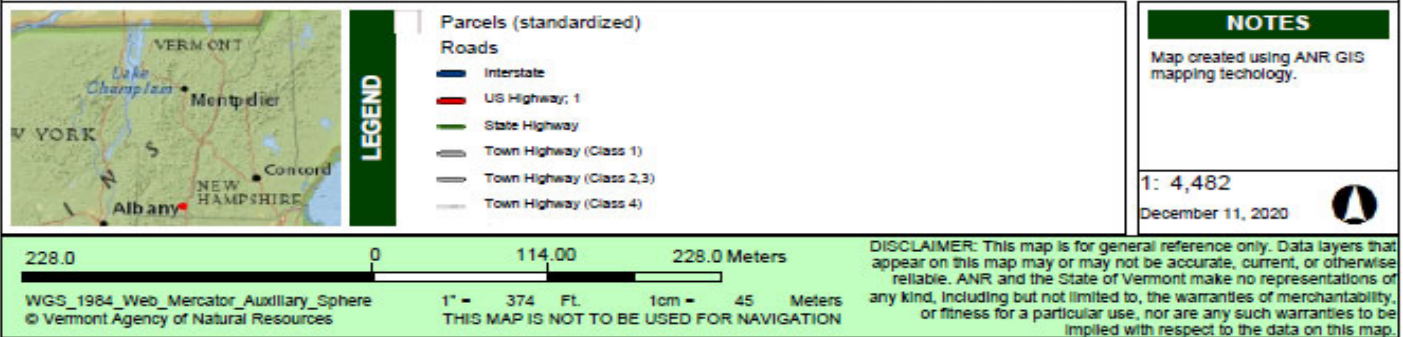 VERMONT
Lake
Champlain
Montpelier
W YORK
S
N
Concord
NEW
HAMPSHIRE
I
Albany
LEGEND
Parcels (standardized)
Roads
Interstate
US Highway; 1
State Highway
Town Highway (Class 1)
Town Highway (Class 2,3)
Town Highway (Class 4)
NOTES
Map created using ANR GIS
mapping techology.
1: 4,482
December 11, 2020
228.0 0 114.00 228.0 Meters
WGS_1984_Web_Mercator_Auxiliary_Sphere
© Vermont Agency of Natural Resources
1" = 374 Ft. 1cm = 45 Meters
THIS MAP IS NOT TO BE USED FOR NAVIGATION
DISCLAIMER: This map is for general reference only. Data layers that
appear on this map may or may not be accurate, current, or otherwise
reliable. ANR and the State of Vermont make no representations of
any kind, including but not limited to, the warranties of merchantability,
or fitness for a particular use, nor are any such warranties to be
implied with respect to the data on this map.